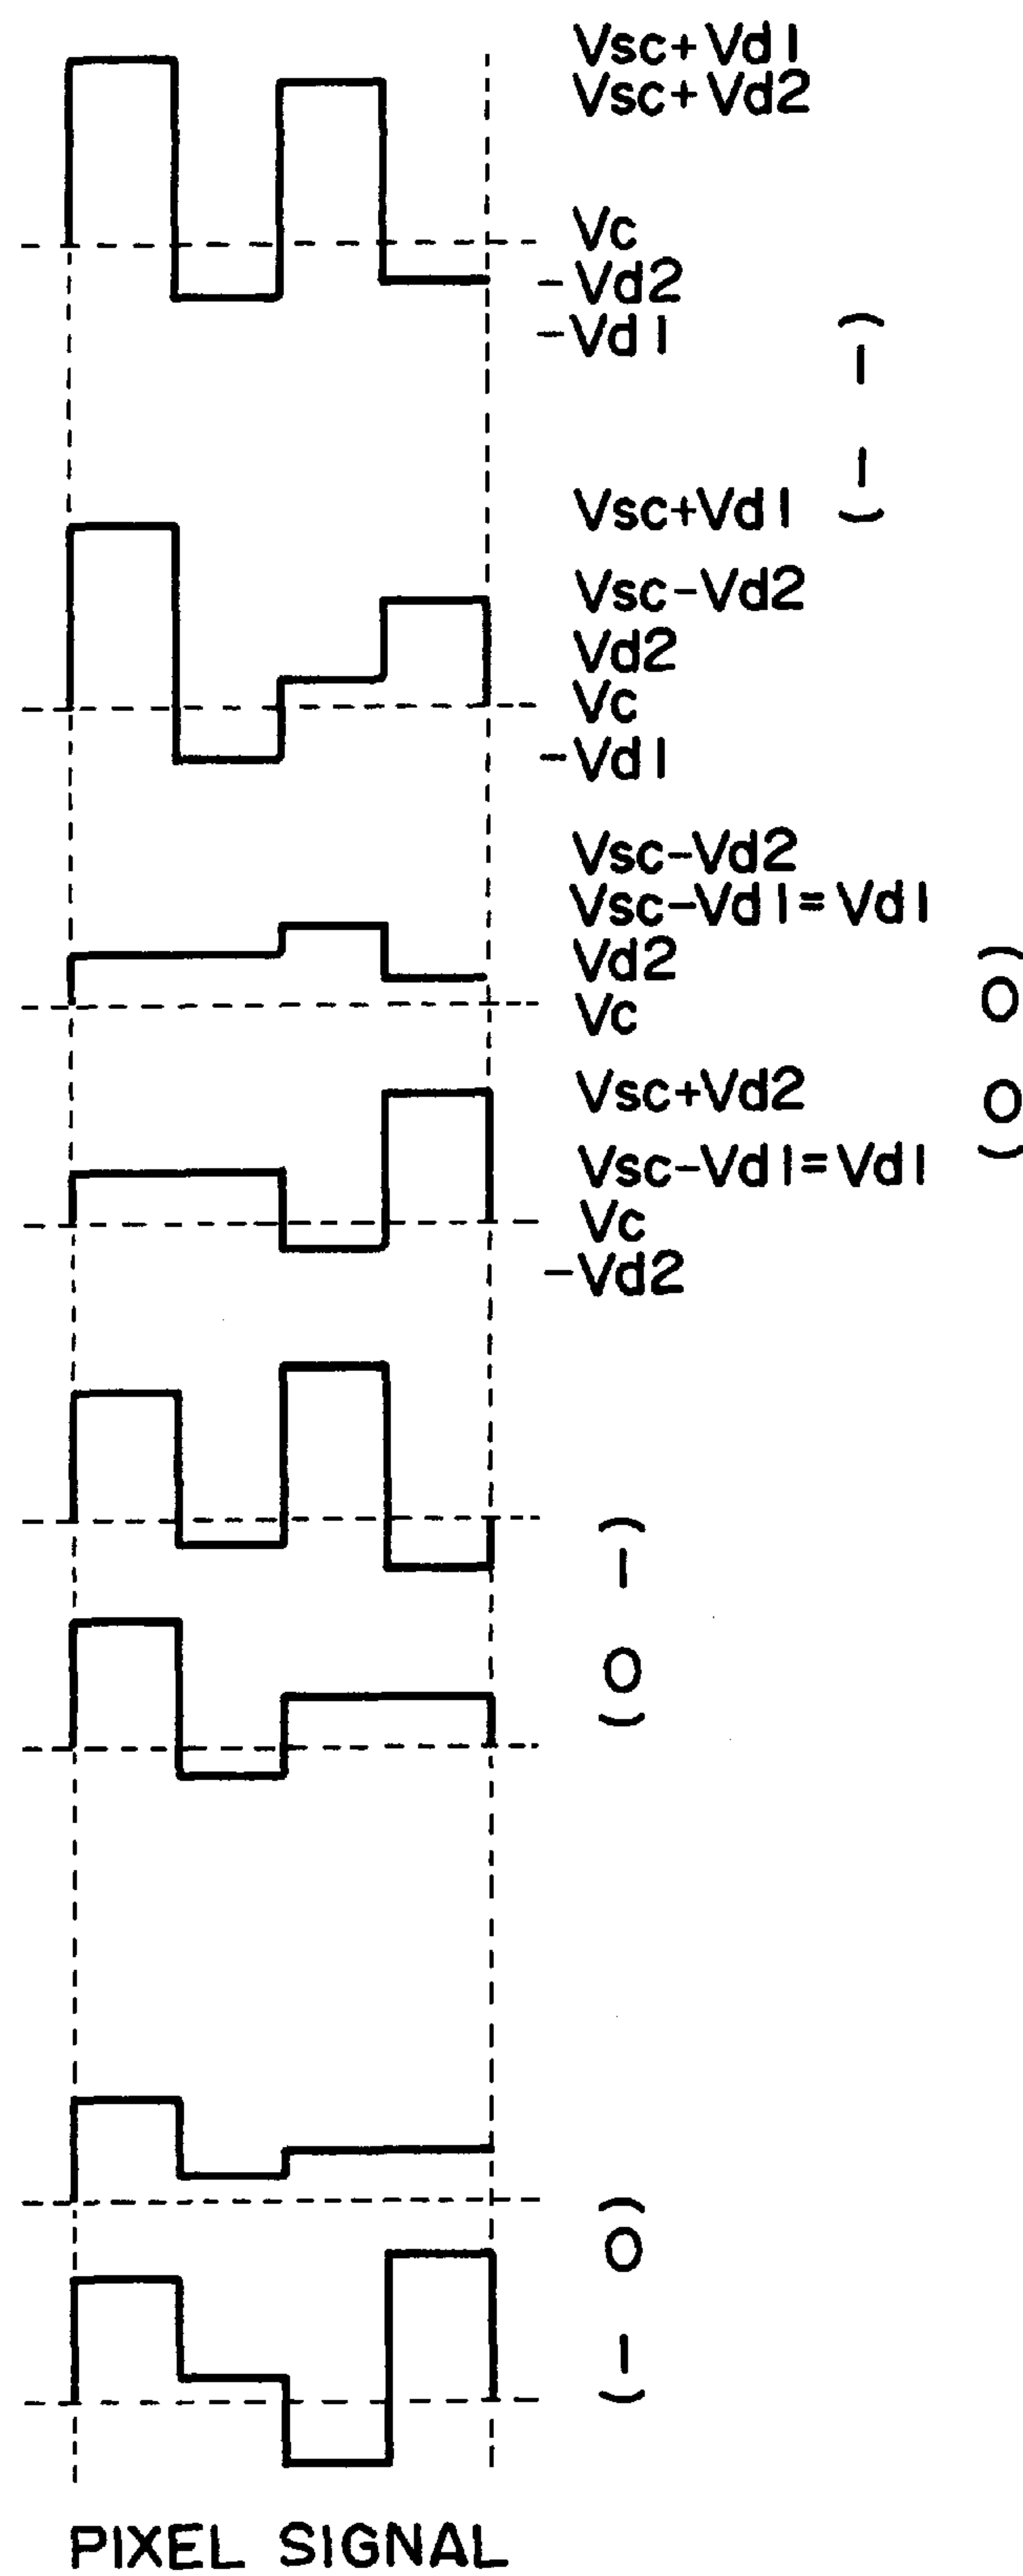 Vsc+Vd1
Vsc+Vd2
Vc
-Vd2
-Vd1
(1 1)
Vsc+Vd1
Vsc-Vd2
Vd2
Vc
-Vd1
Vsc-Vd2
Vsc-Vd1=Vd1
Vd2
Vc
(0 0)
Vsc+Vd2
Vsc-Vd1=Vd1
Vc
-Vd2
(1 0)
(0 1)
PIXEL SIGNAL